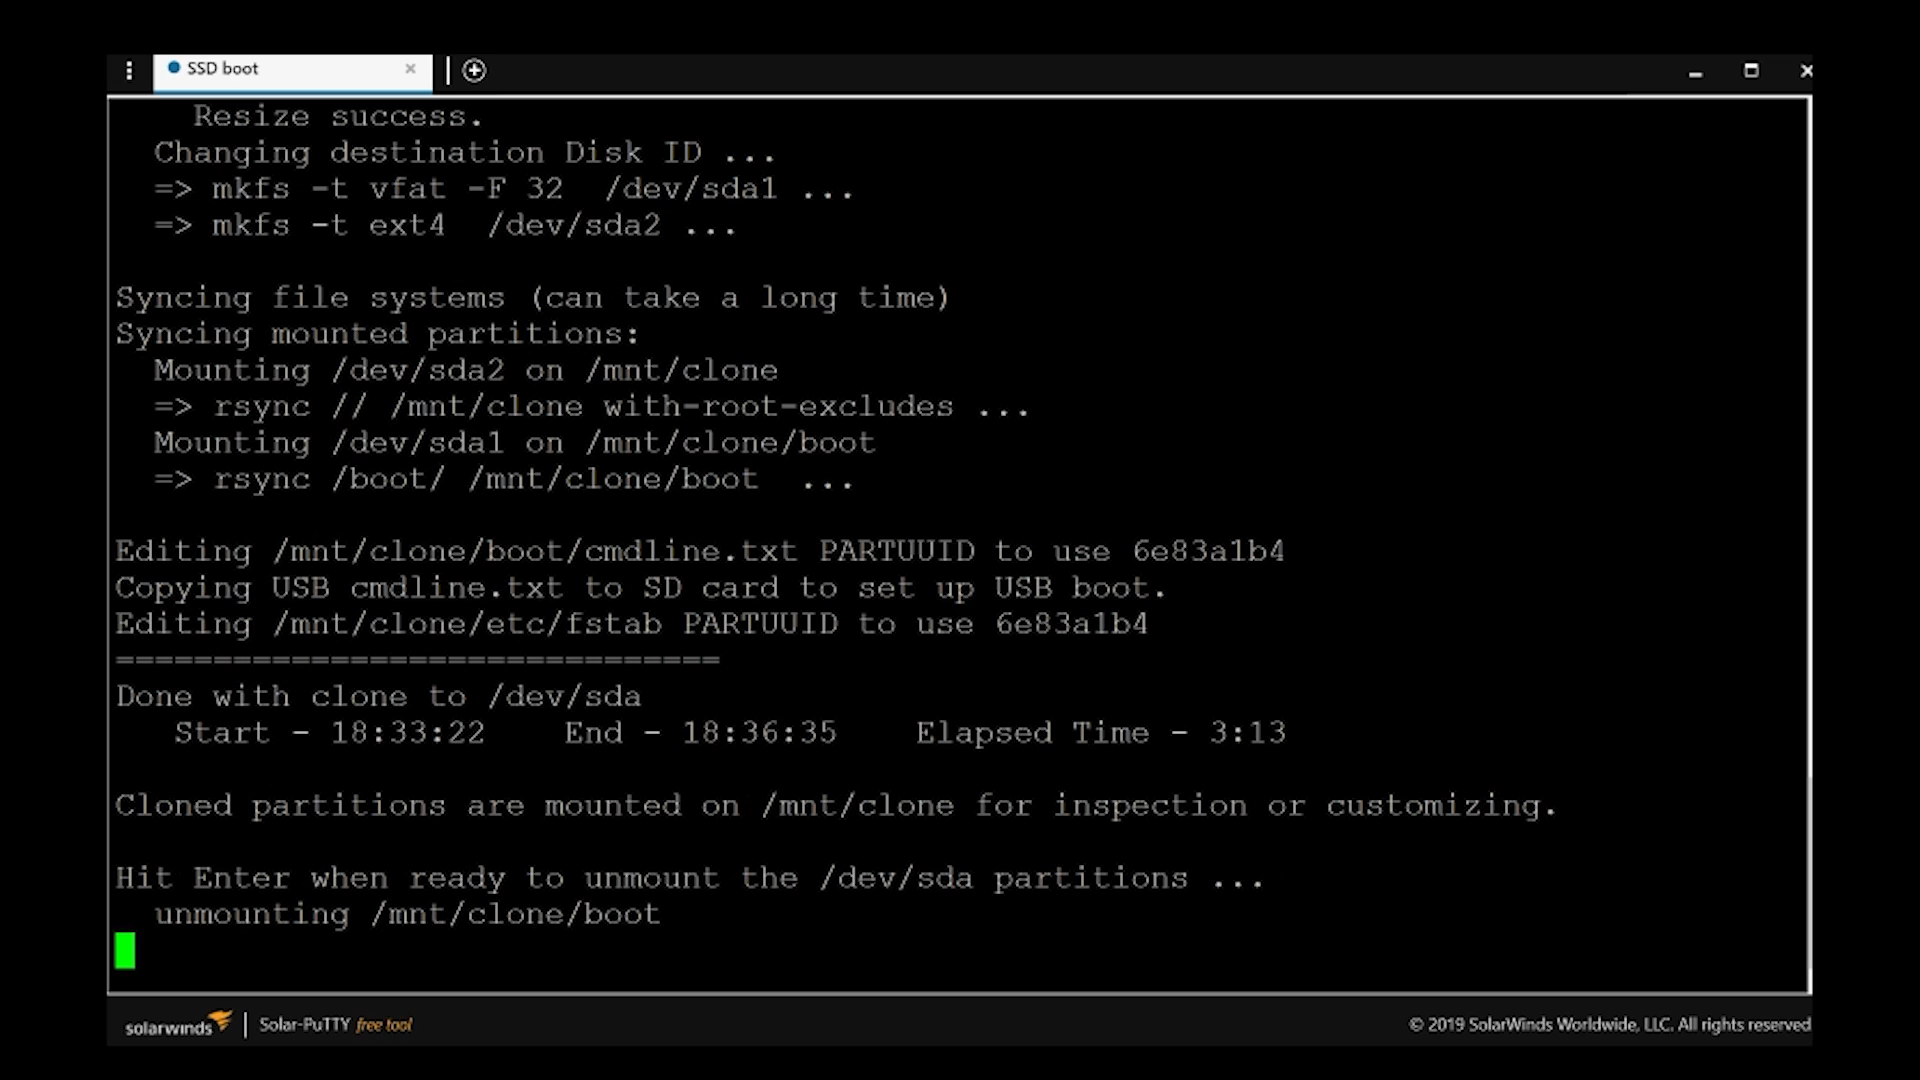 SSD boot
Resize success.
Changing destination Disk ID ...
=> mkfs -t vfat -F 32  /dev/sda1 ...
=> mkfs -t ext4  /dev/sda2 ...
Syncing file systems (can take a long time)
Syncing mounted partitions:
Mounting /dev/sda2 on /mnt/clone
=> rsync // /mnt/clone with-root-excludes ...
Mounting /dev/sda1 on /mnt/clone/boot
=> rsync /boot/ /mnt/clone/boot  ...
Editing /mnt/clone/boot/cmdline.txt PARTUUID to use 6e83a1b4
Copying USB cmdline.txt to SD card to set up USB boot.
Editing /mnt/clone/etc/fstab PARTUUID to use 6e83a1b4
===============================
Done with clone to /dev/sda
Start - 18:33:22    End - 18:36:35    Elapsed Time - 3:13
Cloned partitions are mounted on /mnt/clone for inspection or customizing.
Hit Enter when ready to unmount the /dev/sda partitions ...
unmounting /mnt/clone/boot
solarwinds | Solar-PuTTY free tool
© 2019 SolarWinds Worldwide, LLC. All rights reserved